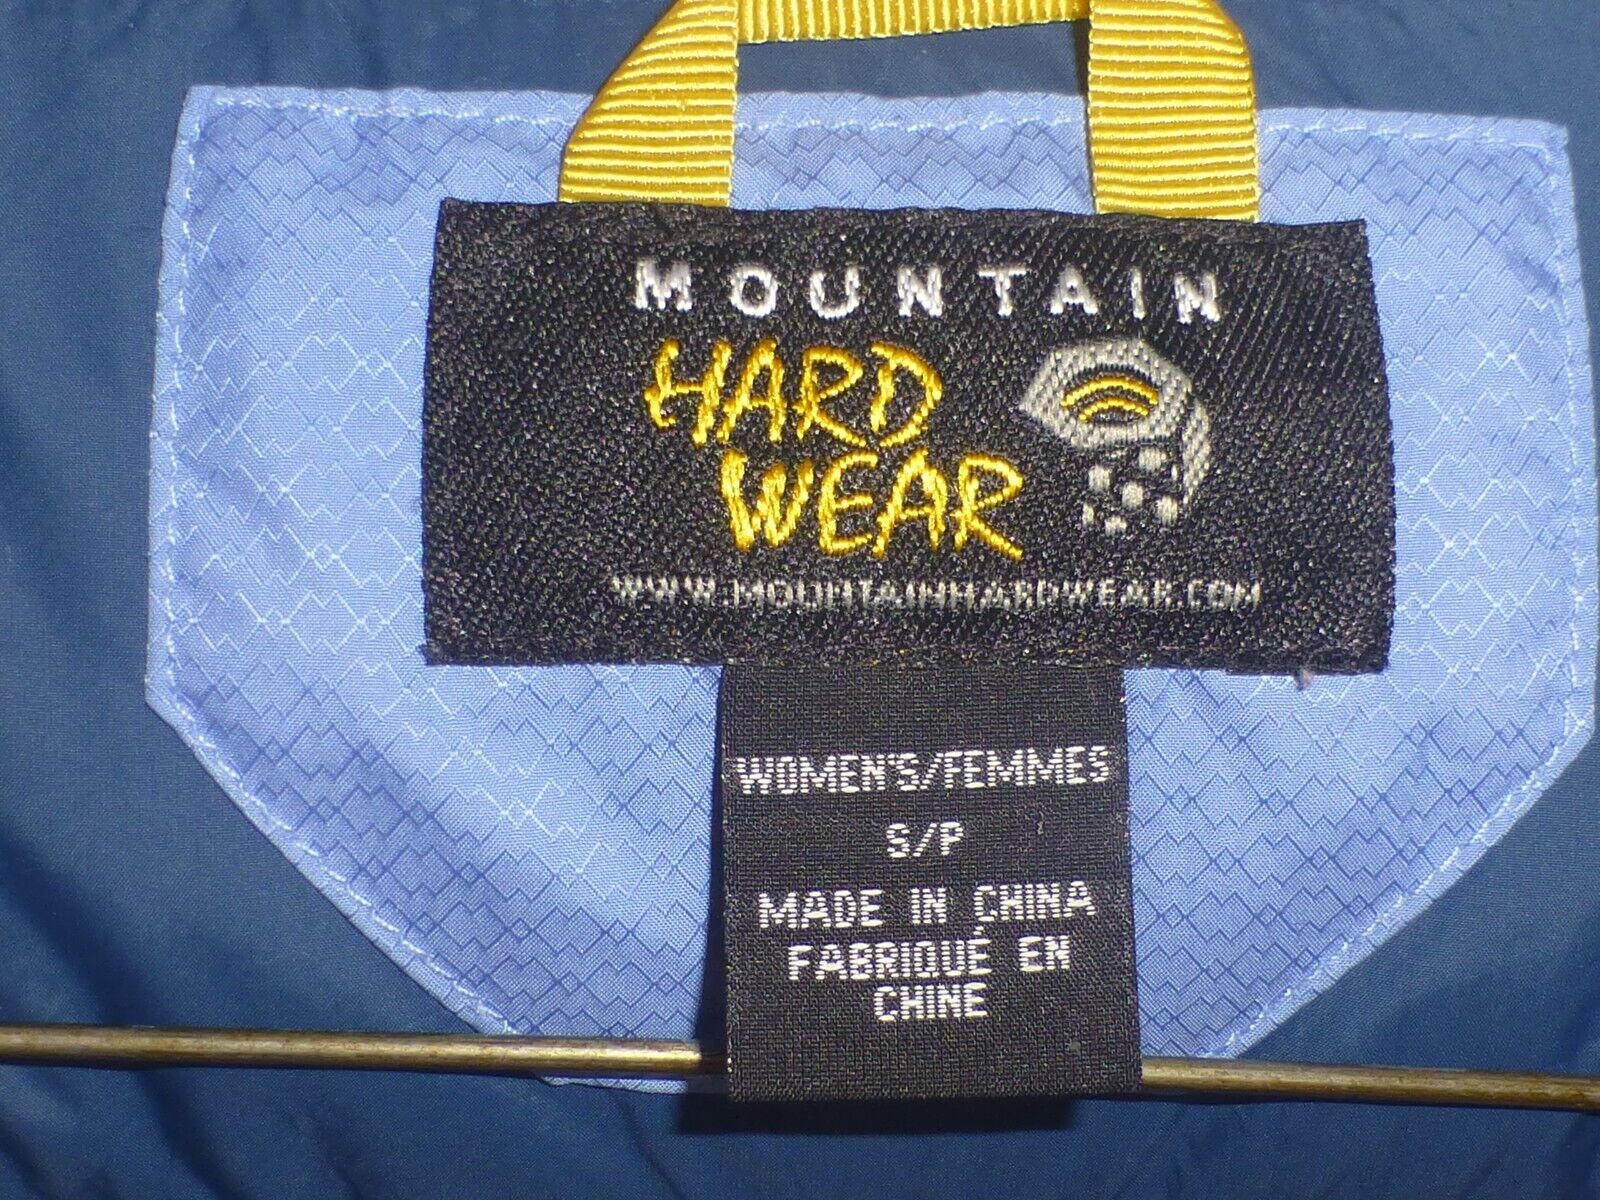 MOUNTAIN
HARD
WEAR
WWW.MOUNTAINHARDWEAR.COM
WOMEN'S/FEMMES
S/P
MADE IN CHINA
FABRIQUÉ EN
CHINE